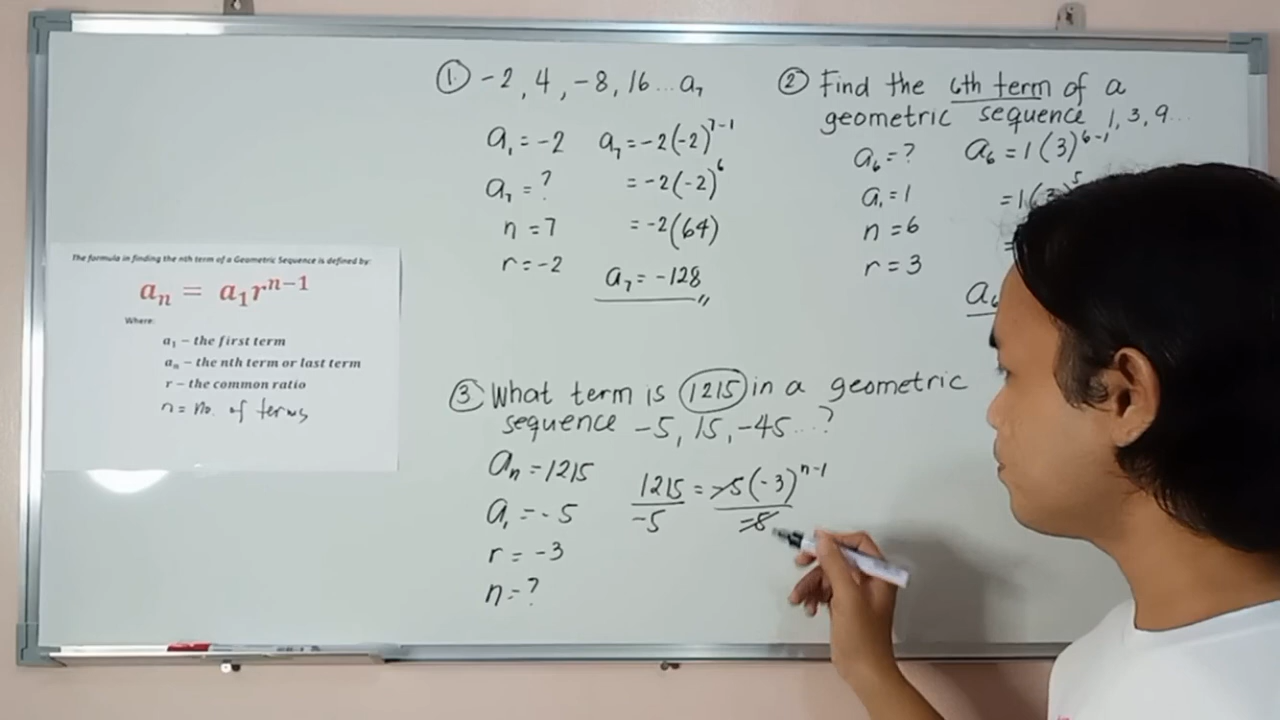 The formula in finding the nth term of a Geometric Sequence is defined by:
aₙ = a₁rⁿ⁻¹
Where:
a₁ – the first term
aₙ – the nth term or last term
r – the common ratio
n = no. of terms
① -2, 4, -8, 16 ... a₇
a₁ = -2
a₇ = ?
n = 7
r = -2
a₇ = -2(-2)⁷⁻¹
= -2(-2)⁶
= -2(64)
a₇ = -128
② Find the 6th term of a
geometric sequence 1, 3, 9...
a₆ = ?
a₁ = 1
n = 6
r = 3
a₆ = 1(3)⁶⁻¹
= 1(3)⁵
=
a₆
③ What term is 1215 in a geometric
sequence -5, 15, -45...?
aₙ = 1215
a₁ = -5
r = -3
n = ?
1215 = -5(-3)ⁿ⁻¹
-5 -5